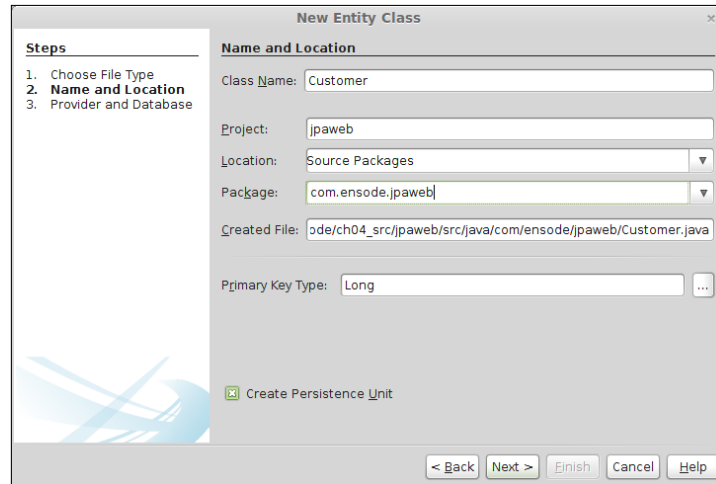 New Entity Class
Steps
1. Choose File Type
2. Name and Location
3. Provider and Database
Name and Location
Class Name: Customer
Project: jpaweb
Location: Source Packages
Package: com.ensode.jpaweb
Created File: ode/ch04_src/jpaweb/src/java/com/ensode/jpaweb/Customer.java
Primary Key Type: Long ...
Create Persistence Unit
< Back Next > Finish Cancel Help